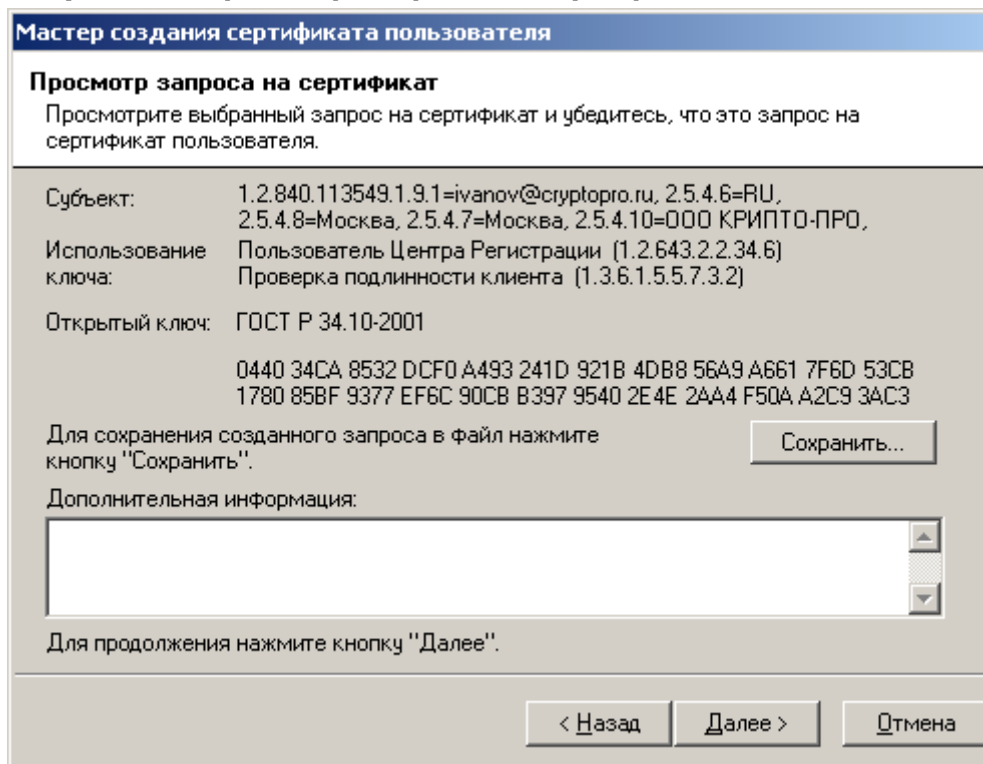 Мастер создания сертификата пользователя
Просмотр запроса на сертификат
Просмотрите выбранный запрос на сертификат и убедитесь, что это запрос на
сертификат пользователя.
Субъект: 1.2.840.113549.1.9.1=ivanov@cryptopro.ru, 2.5.4.6=RU,
2.5.4.8=Москва, 2.5.4.7=Москва, 2.5.4.10=ООО КРИПТО-ПРО,
Использование Пользователь Центра Регистрации (1.2.643.2.2.34.6)
ключа: Проверка подлинности клиента (1.3.6.1.5.5.7.3.2)
Открытый ключ: ГОСТ Р 34.10-2001
0440 34CA 8532 DCF0 A493 241D 921B 4DB8 56A9 A661 7F6D 53CB
1780 85BF 9377 EF6C 90CB B397 9540 2E4E 2AA4 F50A A2C9 3AC3
Для сохранения созданного запроса в файл нажмите
кнопку "Сохранить".
Сохранить...
Дополнительная информация:
Для продолжения нажмите кнопку "Далее".
< Назад Далее > Отмена